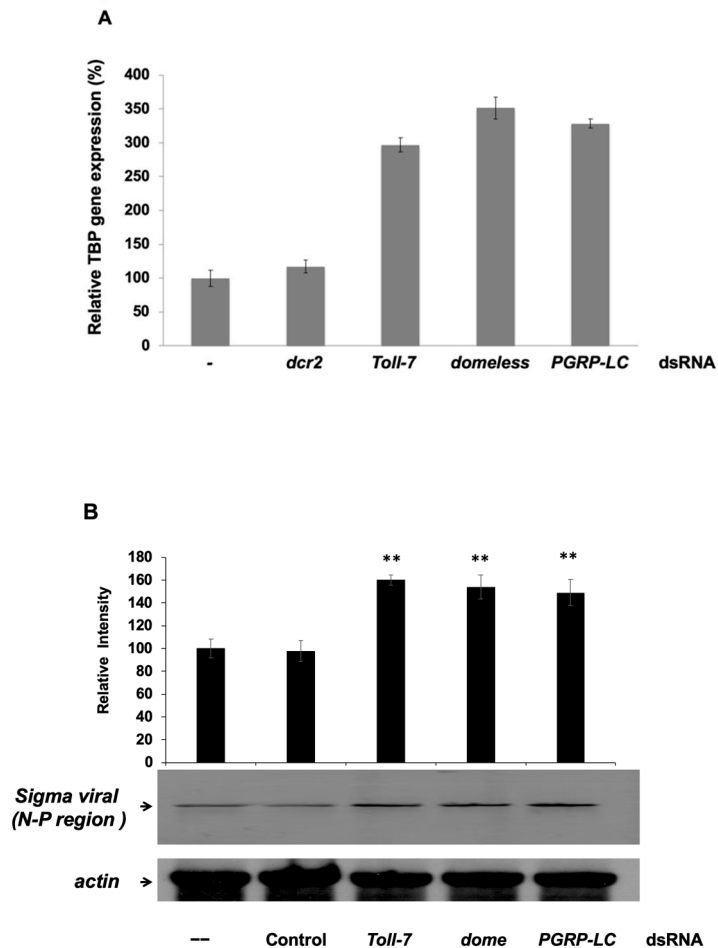 A
Relative TBP gene expression (%)
400
350
300
250
200
150
100
50
0
- dcr2 Toll-7 domeless PGRP-LC dsRNA
B
Relative Intensity
180
160
140
120
100
80
60
40
20
0
** ** **
Sigma viral
(N-P region )
actin
-- Control Toll-7 dome PGRP-LC dsRNA